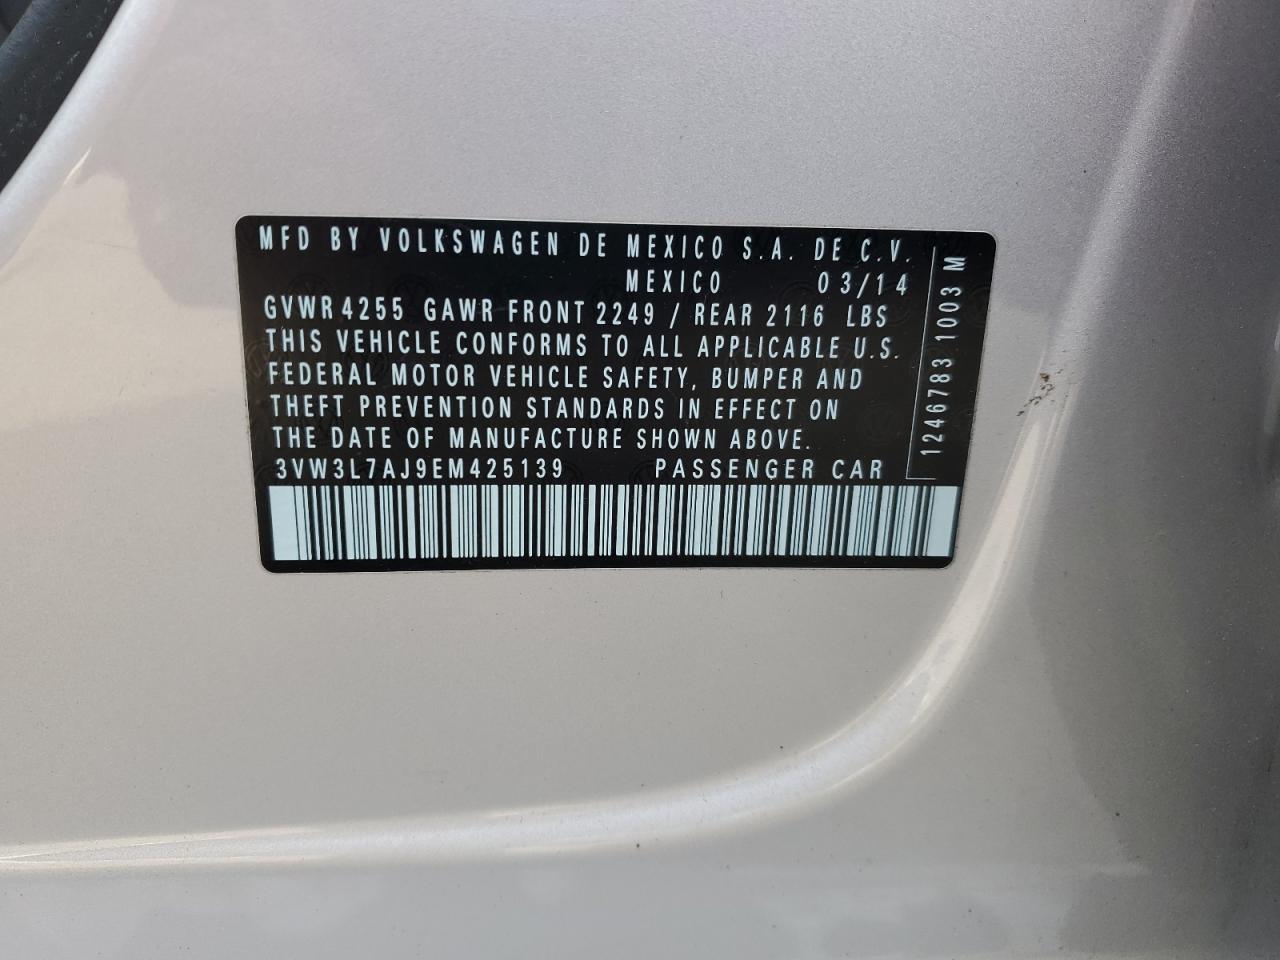 MFD BY VOLKSWAGEN DE MEXICO S.A. DE C.V.
MEXICO 03/14
GVWR 4255 GAWR FRONT 2249 / REAR 2116 LBS
THIS VEHICLE CONFORMS TO ALL APPLICABLE U.S.
FEDERAL MOTOR VEHICLE SAFETY, BUMPER AND
THEFT PREVENTION STANDARDS IN EFFECT ON
THE DATE OF MANUFACTURE SHOWN ABOVE.
3VW3L7AJ9EM425139 PASSENGER CAR
1246783 1003 M